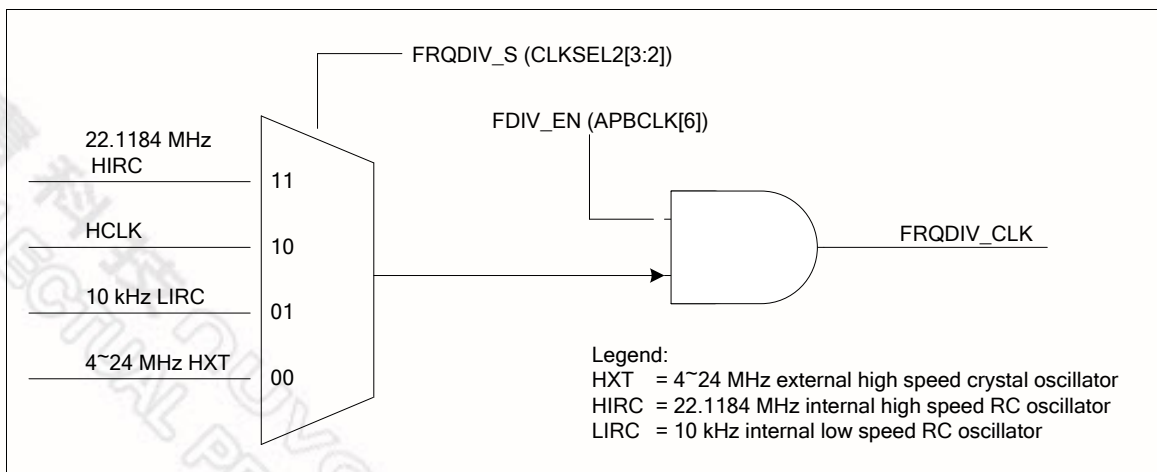 FRQDIV_S (CLKSEL2[3:2])
FDIV_EN (APBCLK[6])
22.1184 MHz
HIRC
11
HCLK
10
FRQDIV_CLK
10 kHz LIRC
01
4~24 MHz HXT
00
Legend:
HXT = 4~24 MHz external high speed crystal oscillator
HIRC = 22.1184 MHz internal high speed RC oscillator
LIRC = 10 kHz internal low speed RC oscillator